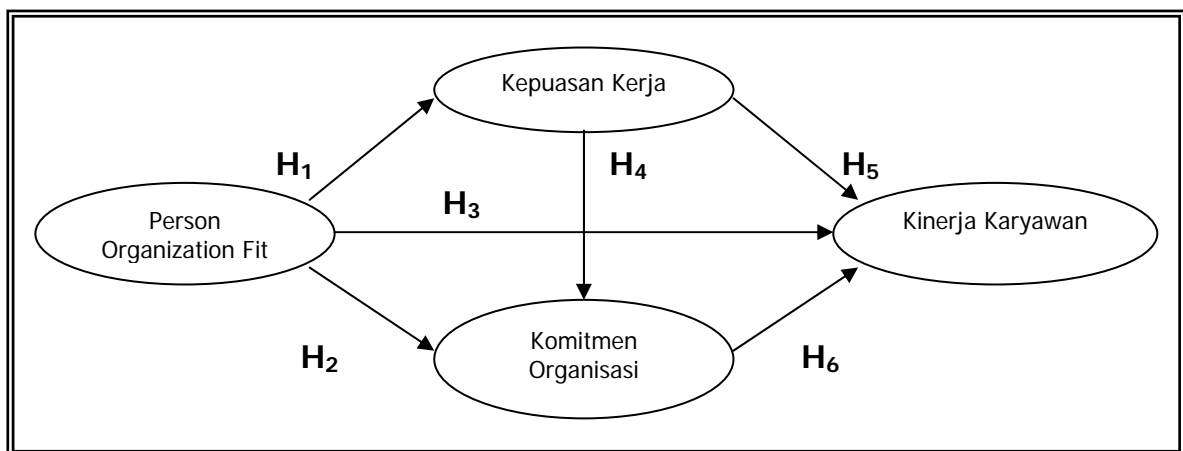 Kepuasan Kerja
H1
H4
H5
H3
Person
Organization Fit
Kinerja Karyawan
H2
Komitmen
Organisasi
H6